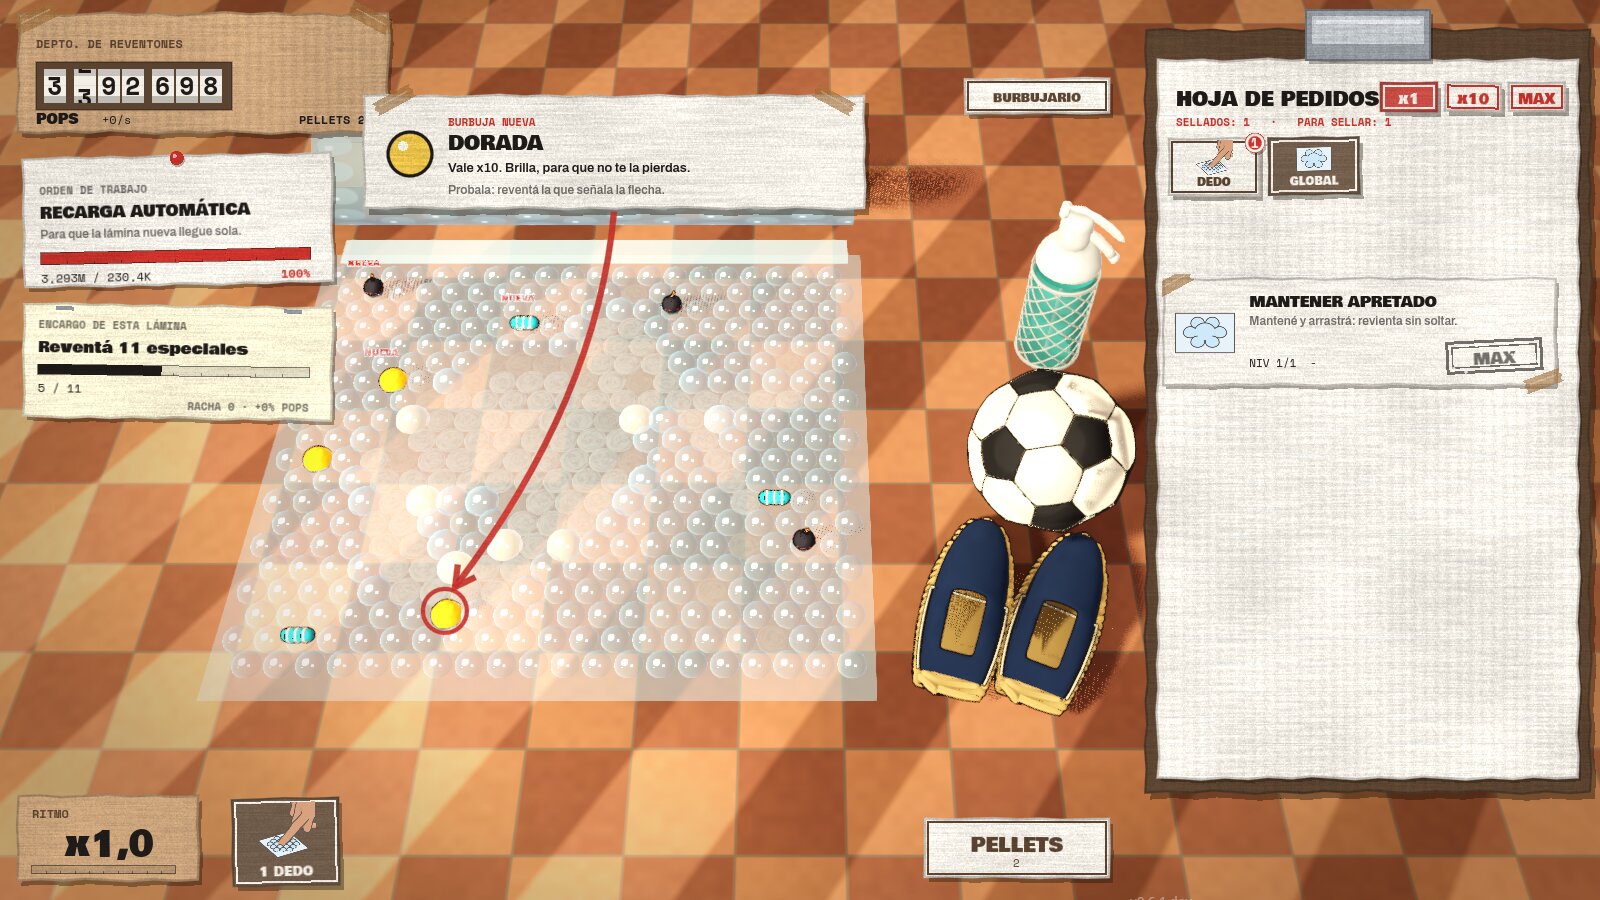 DEPTO. DE REVENTONES
3 392 698
POPS +0/s
PELLETS 2
ORDEN DE TRABAJO
RECARGA AUTOMÁTICA
Para que la lámina nueva llegue sola.
3.293M / 230.4K 100%
ENCARGO DE ESTA LÁMINA
Reventá 11 especiales
5 / 11
RACHA 0 - +0% POPS
BURBUJA NUEVA
DORADA
Vale x10. Brilla, para que no te la pierdas.
Probala: reventá la que señala la flecha.
NUEVA
NUEVA
NUEVA
BURBUJARIO
HOJA DE PEDIDOS x1 x10 MAX
SELLADOS: 1 · PARA SELLAR: 1
1
DEDO GLOBAL
MANTENER APRETADO
Mantené y arrastrá: revienta sin soltar.
NIV 1/1 -
MAX
RITMO
x1,0
1 DEDO
PELLETS
2